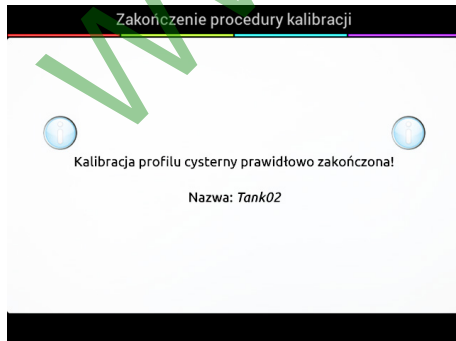 Zakończenie procedury kalibracji
Kalibracja profilu cysterny prawidłowo zakończona!
Nazwa: Tank02